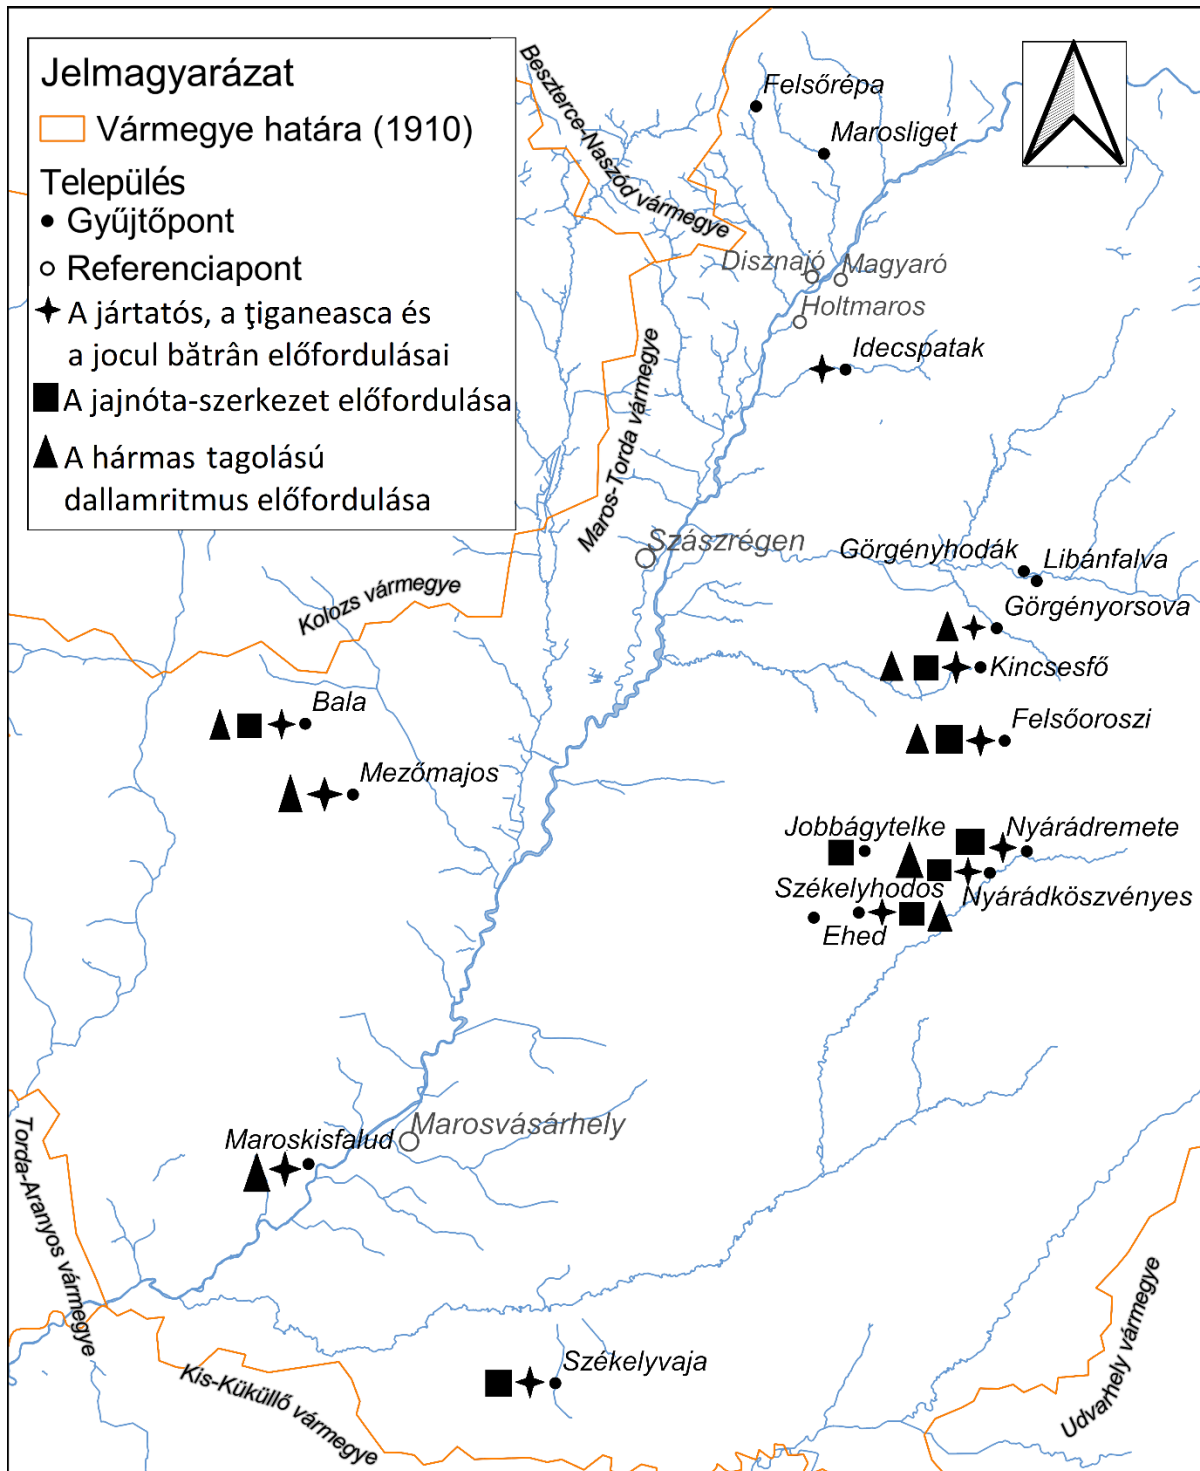 Jelmagyarázat
Vármegye határa (1910)
Település
Gyűjtőpont
Referenciapont
A jártatós, a ţiganeasca és
a jocul bătrân előfordulásai
A jajnóta-szerkezet előfordulása
A hármas tagolású
dallamritmus előfordulása
Beszterce-Naszód vármegye
Felsőrépa
Marosliget
Disznajó
Magyaró
Holtmaros
Idecspatak
Maros-Torda vármegye
Szászrégen
Görgényhodák
Libánfalva
Görgényorsova
Kolozs vármegye
Kincsesfő
Bala
Felsőoroszi
Mezőmajos
Jobbágytelke
Nyárádremete
Székelyhodos
Nyárádköszvényes
Ehed
Marosvásárhely
Maroskisfalud
Torda-Aranyos vármegye
Székelyvaja
Kis-Küküllő vármegye
Udvarhely vármegye